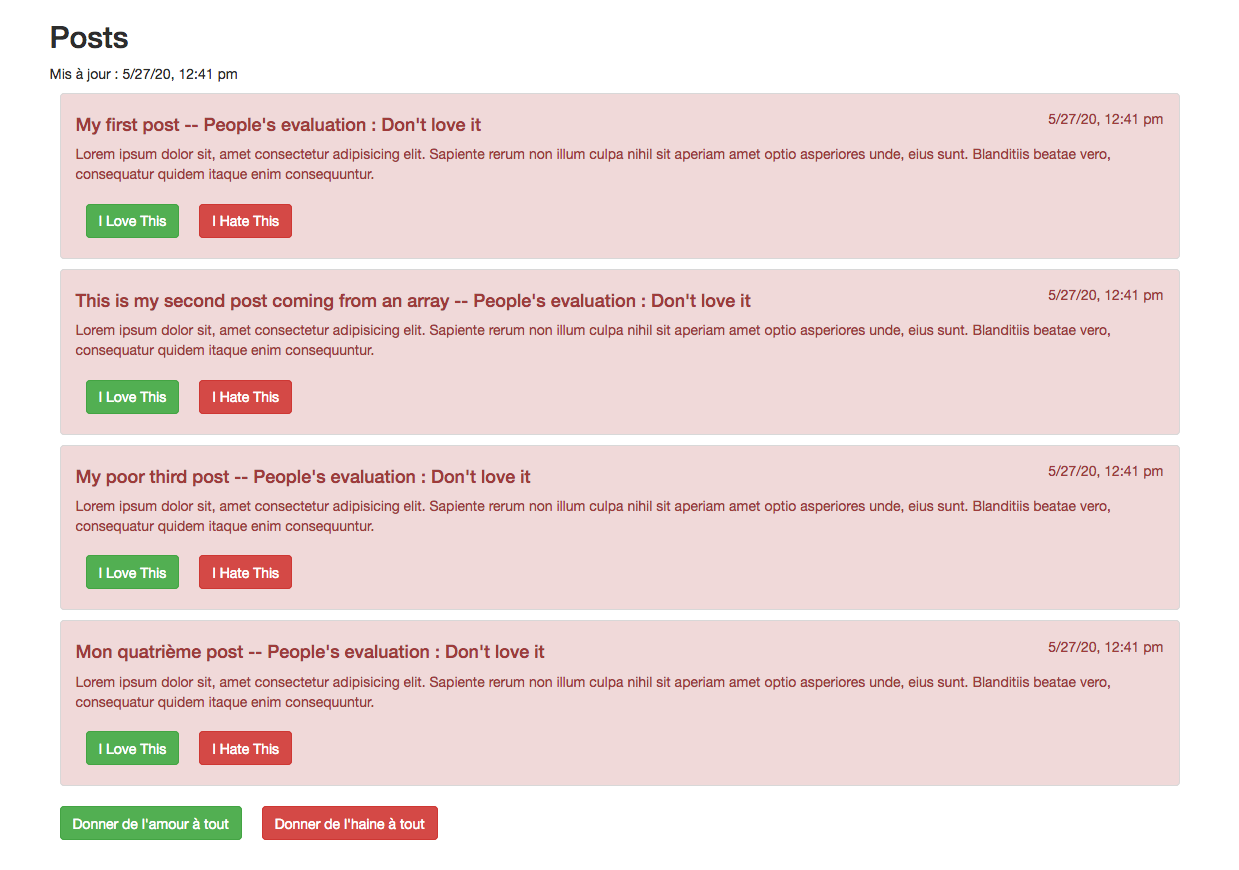 Posts
Mis à jour : 5/27/20, 12:41 pm
My first post -- People's evaluation : Don't love it
5/27/20, 12:41 pm
Lorem ipsum dolor sit, amet consectetur adipisicing elit. Sapiente rerum non illum culpa nihil sit aperiam amet optio asperiores unde, eius sunt. Blanditiis beatae vero,
consequatur quidem itaque enim consequuntur.
I Love This
I Hate This
This is my second post coming from an array -- People's evaluation : Don't love it
5/27/20, 12:41 pm
Lorem ipsum dolor sit, amet consectetur adipisicing elit. Sapiente rerum non illum culpa nihil sit aperiam amet optio asperiores unde, eius sunt. Blanditiis beatae vero,
consequatur quidem itaque enim consequuntur.
I Love This
I Hate This
My poor third post -- People's evaluation : Don't love it
5/27/20, 12:41 pm
Lorem ipsum dolor sit, amet consectetur adipisicing elit. Sapiente rerum non illum culpa nihil sit aperiam amet optio asperiores unde, eius sunt. Blanditiis beatae vero,
consequatur quidem itaque enim consequuntur.
I Love This
I Hate This
Mon quatrième post -- People's evaluation : Don't love it
5/27/20, 12:41 pm
Lorem ipsum dolor sit, amet consectetur adipisicing elit. Sapiente rerum non illum culpa nihil sit aperiam amet optio asperiores unde, eius sunt. Blanditiis beatae vero,
consequatur quidem itaque enim consequuntur.
I Love This
I Hate This
Donner de l'amour à tout
Donner de l'haine à tout